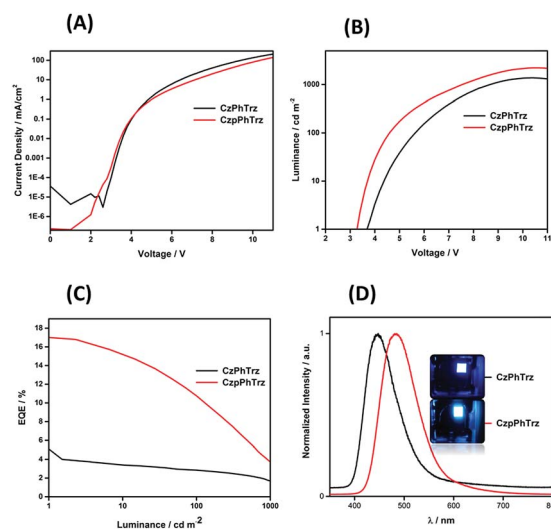 (A)
100
10
1
0.1
0.01
0.001
1E-4
1E-5
1E-6
Current Density / mA/cm²
CzPhTrz
CzpPhTrz
0 2 4 6 8 10
Voltage / V
(B)
1000
100
10
1
Luminance / cd m⁻²
CzPhTrz
CzpPhTrz
2 3 4 5 6 7 8 9 10 11
Voltage / V
(C)
18
16
14
12
10
8
6
4
2
0
EQE / %
CzPhTrz
CzpPhTrz
1 10 100 1000
Luminance / cd m⁻²
(D)
1
0
Normalized Intensity / a.u.
CzPhTrz
CzpPhTrz
400 500 600 700
λ / nm